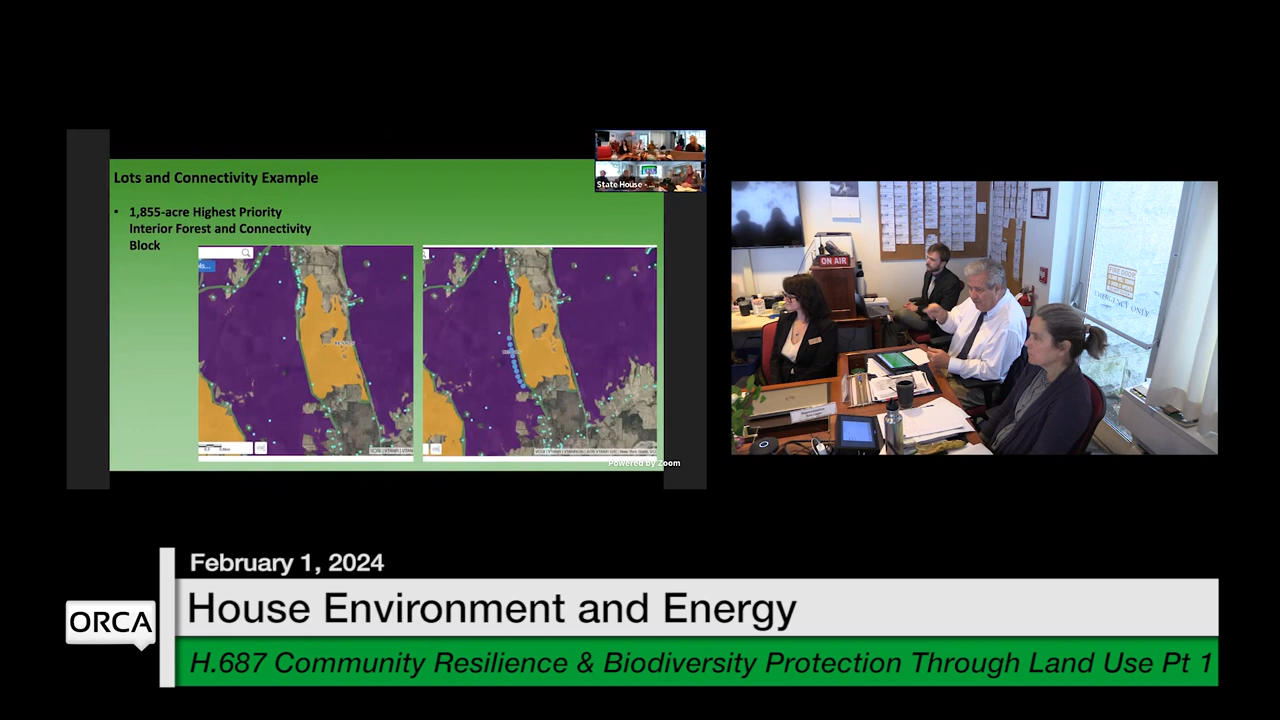 Lots and Connectivity Example
• 1,855-acre Highest Priority
Interior Forest and Connectivity
Block
State House - ...
Powered by Zoom
ON AIR
FIRE DOOR
February 1, 2024
House Environment and Energy
ORCA
H.687 Community Resilience & Biodiversity Protection Through Land Use Pt 1